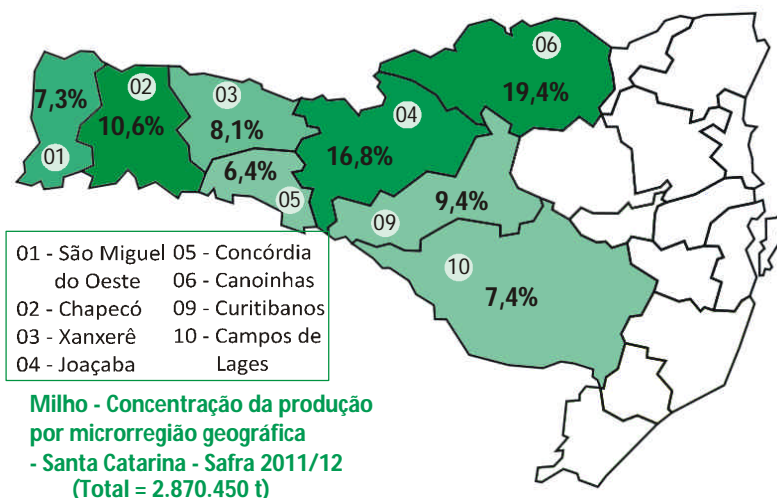 06
19,4%
02
03
7,3%
10,6%
8,1%
04
16,8%
01
6,4%
05
09
9,4%
10
7,4%
01 - São Miguel do Oeste
02 - Chapecó
03 - Xanxerê
04 - Joaçaba
05 - Concórdia
06 - Canoinhas
09 - Curitibanos
10 - Campos de Lages
Milho - Concentração da produção
por microrregião geográfica
- Santa Catarina - Safra 2011/12
(Total = 2.870.450 t)